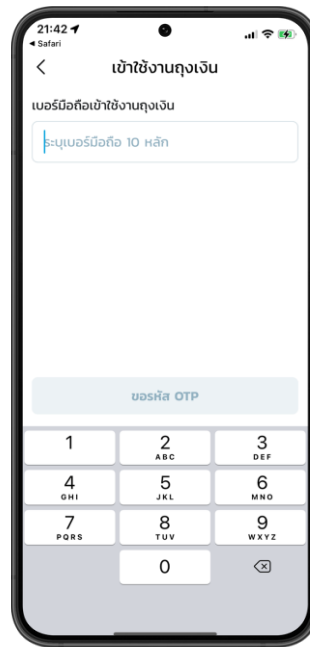 21:42
◀ Safari
เข้าใช้งานถุงเงิน
เบอร์มือถือเข้าใช้งานถุงเงิน
ระบุเบอร์มือถือ 10 หลัก
ขอรหัส OTP
1 2 3
ABC DEF
4 5 6
GHI JKL MNO
7 8 9
PQRS TUV WXYZ
0